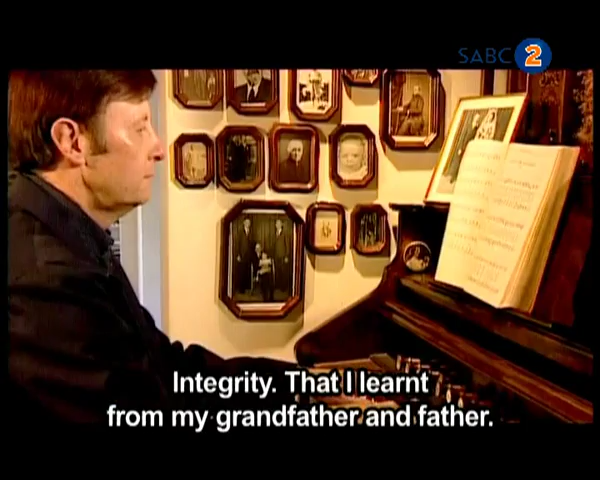 SABC 2
Integrity. That I learnt
from my grandfather and father.